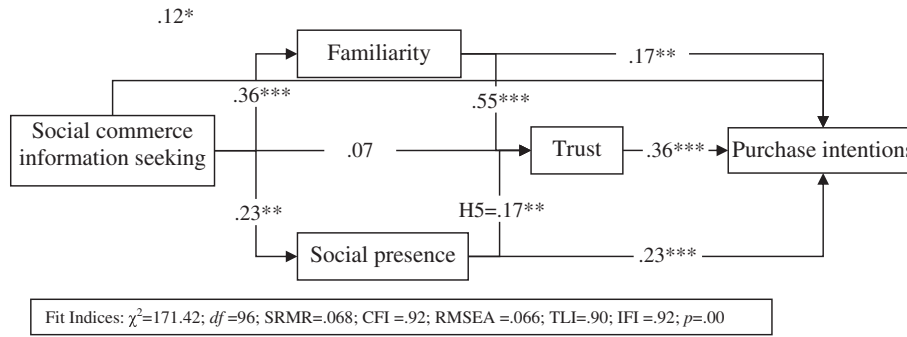 .12*
Familiarity
.17**
.36***
.55***
Social commerce
information seeking
.07
Trust
.36***
Purchase intentions
.23**
H5=.17**
Social presence
.23***
Fit Indices: χ²=171.42; df =96; SRMR=.068; CFI =.92; RMSEA =.066; TLI=.90; IFI =.92; p=.00